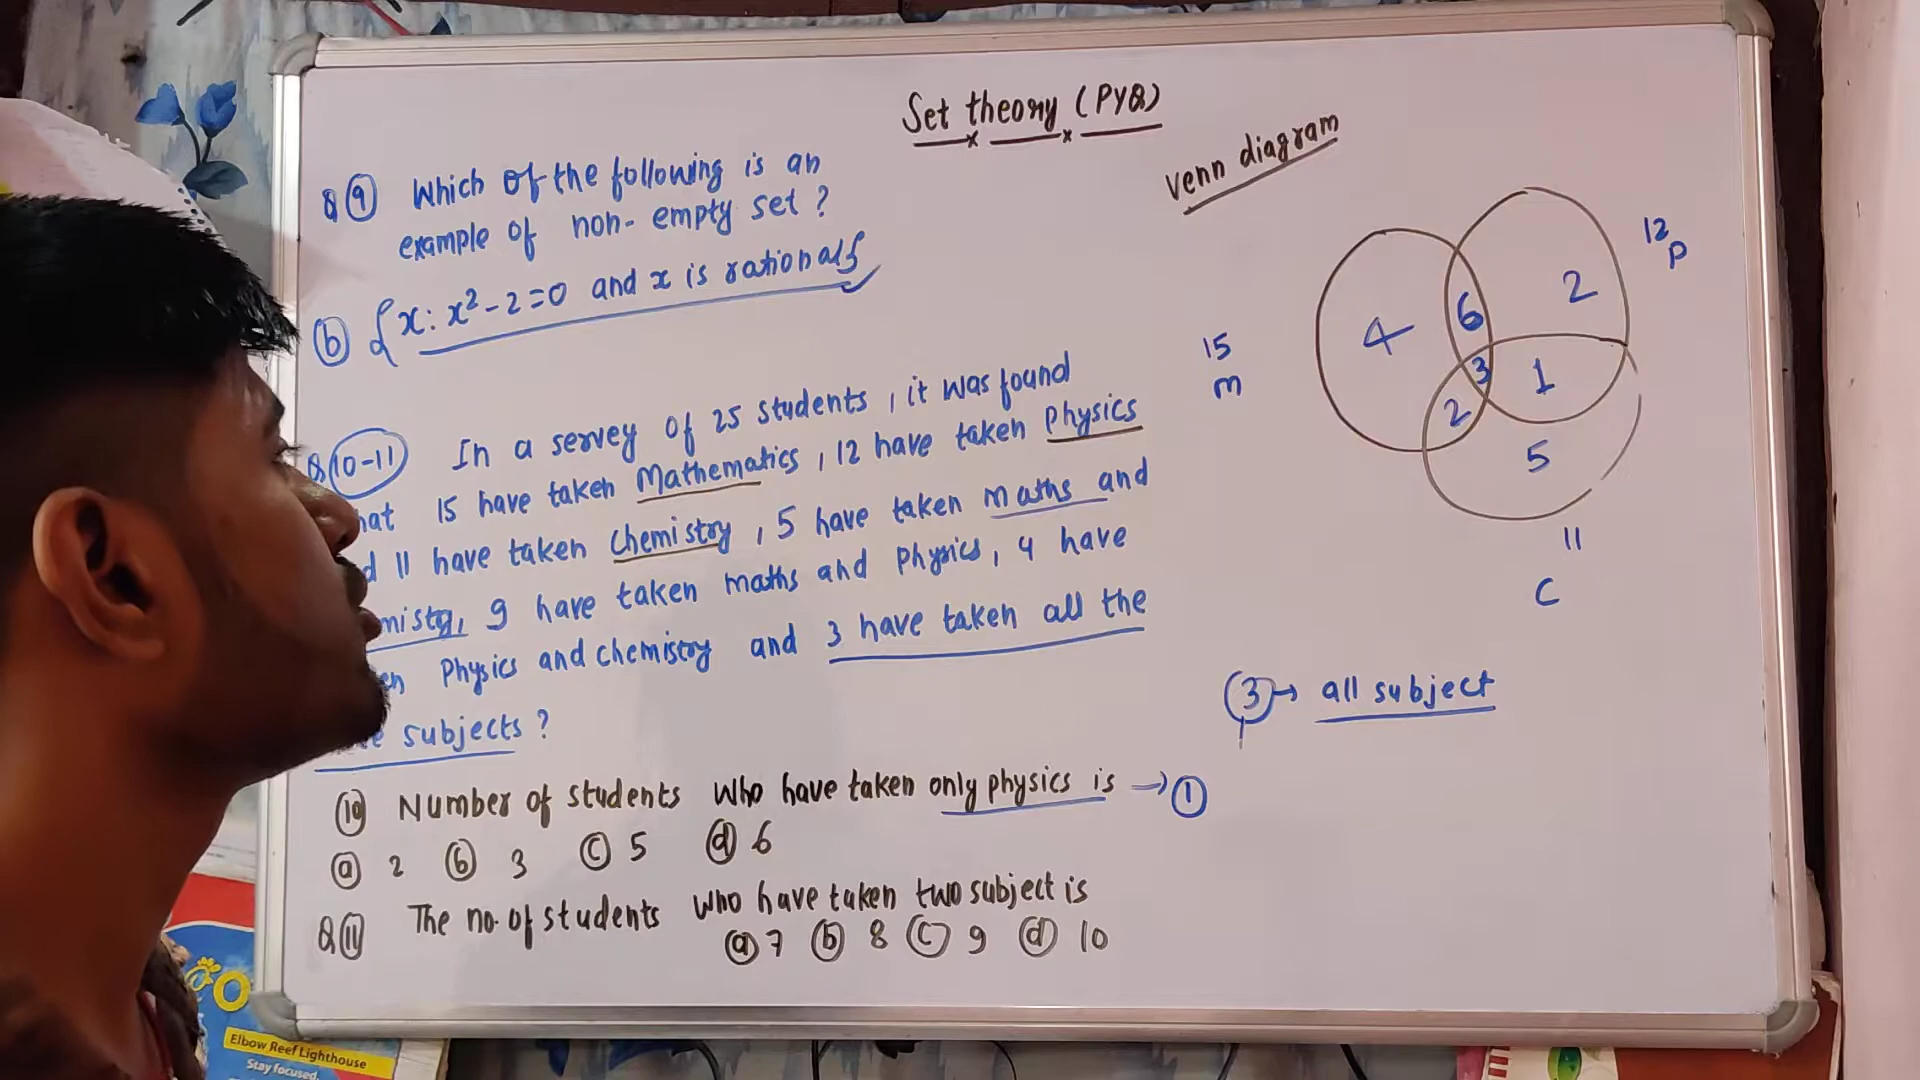 Set theory (PYQ)
Q 9 Which of the following is an
example of non-empty set ?
b {x: x²-2=0 and x is rational}
Q 10-11 In a servey of 25 students, it was found
hat 15 have taken Mathematics, 12 have taken Physics
d 11 have taken chemistry, 5 have taken maths and
mistry, 9 have taken maths and Physics, 4 have
en Physics and chemistry and 3 have taken all the
e subjects ?
10 Number of students who have taken only physics is → 1
a 2 b 3 c 5 d 6
Q 11 The no. of students who have taken two subject is
a 7 b 8 c 9 d 10
Venn diagram
12
P
15
m
4
6
2
3
1
2
5
11
C
3 → all subject
Elbow Reef Lighthouse
Stay focused.